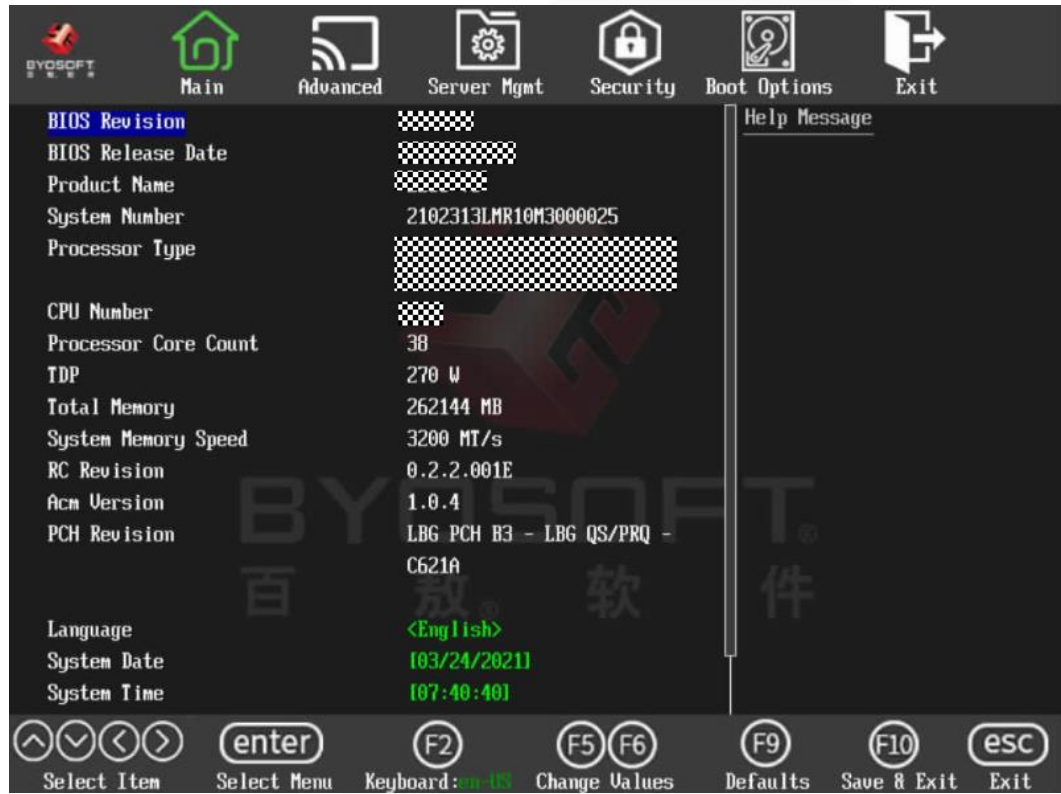 BYOSOFT
百敖软件
Main
Advanced
Server Mgmt
Security
Boot Options
Exit
BIOS Revision
Help Message
BIOS Release Date
Product Name
System Number 2102313LMR10M3000025
Processor Type
CPU Number
Processor Core Count 38
TDP 270 W
Total Memory 262144 MB
System Memory Speed 3200 MT/s
RC Revision 0.2.2.001E
Acm Version 1.0.4
PCH Revision LBG PCH B3 - LBG QS/PRQ -
C621A
BYOSOFT®
百敖®软件
Language <English>
System Date [03/24/2021]
System Time [07:40:40]
enter
F2
F5 F6
F9
F10
esc
Select Item
Select Menu
Keyboard:en-US
Change Values
Defaults
Save & Exit
Exit